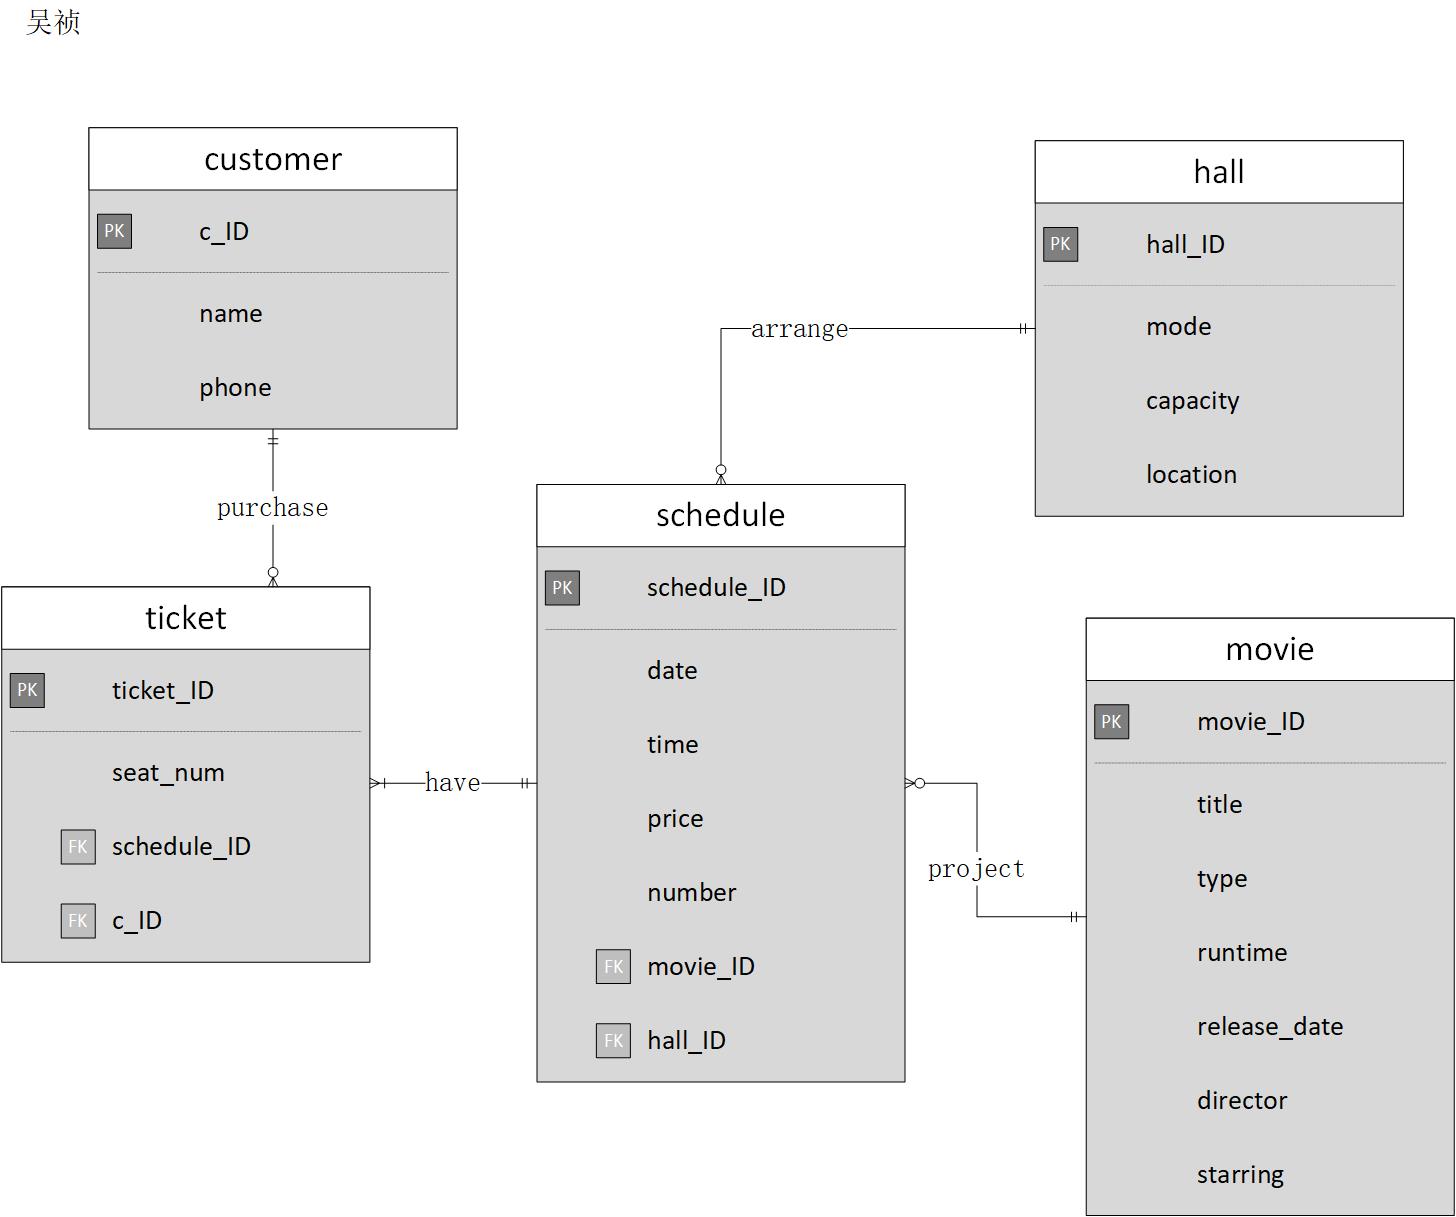 吴祯
customer
PK c_ID
name
phone
purchase
ticket
PK ticket_ID
seat_num
FK schedule_ID
FK c_ID
have
schedule
PK schedule_ID
date
time
price
number
FK movie_ID
FK hall_ID
arrange
hall
PK hall_ID
mode
capacity
location
project
movie
PK movie_ID
title
type
runtime
release_date
director
starring